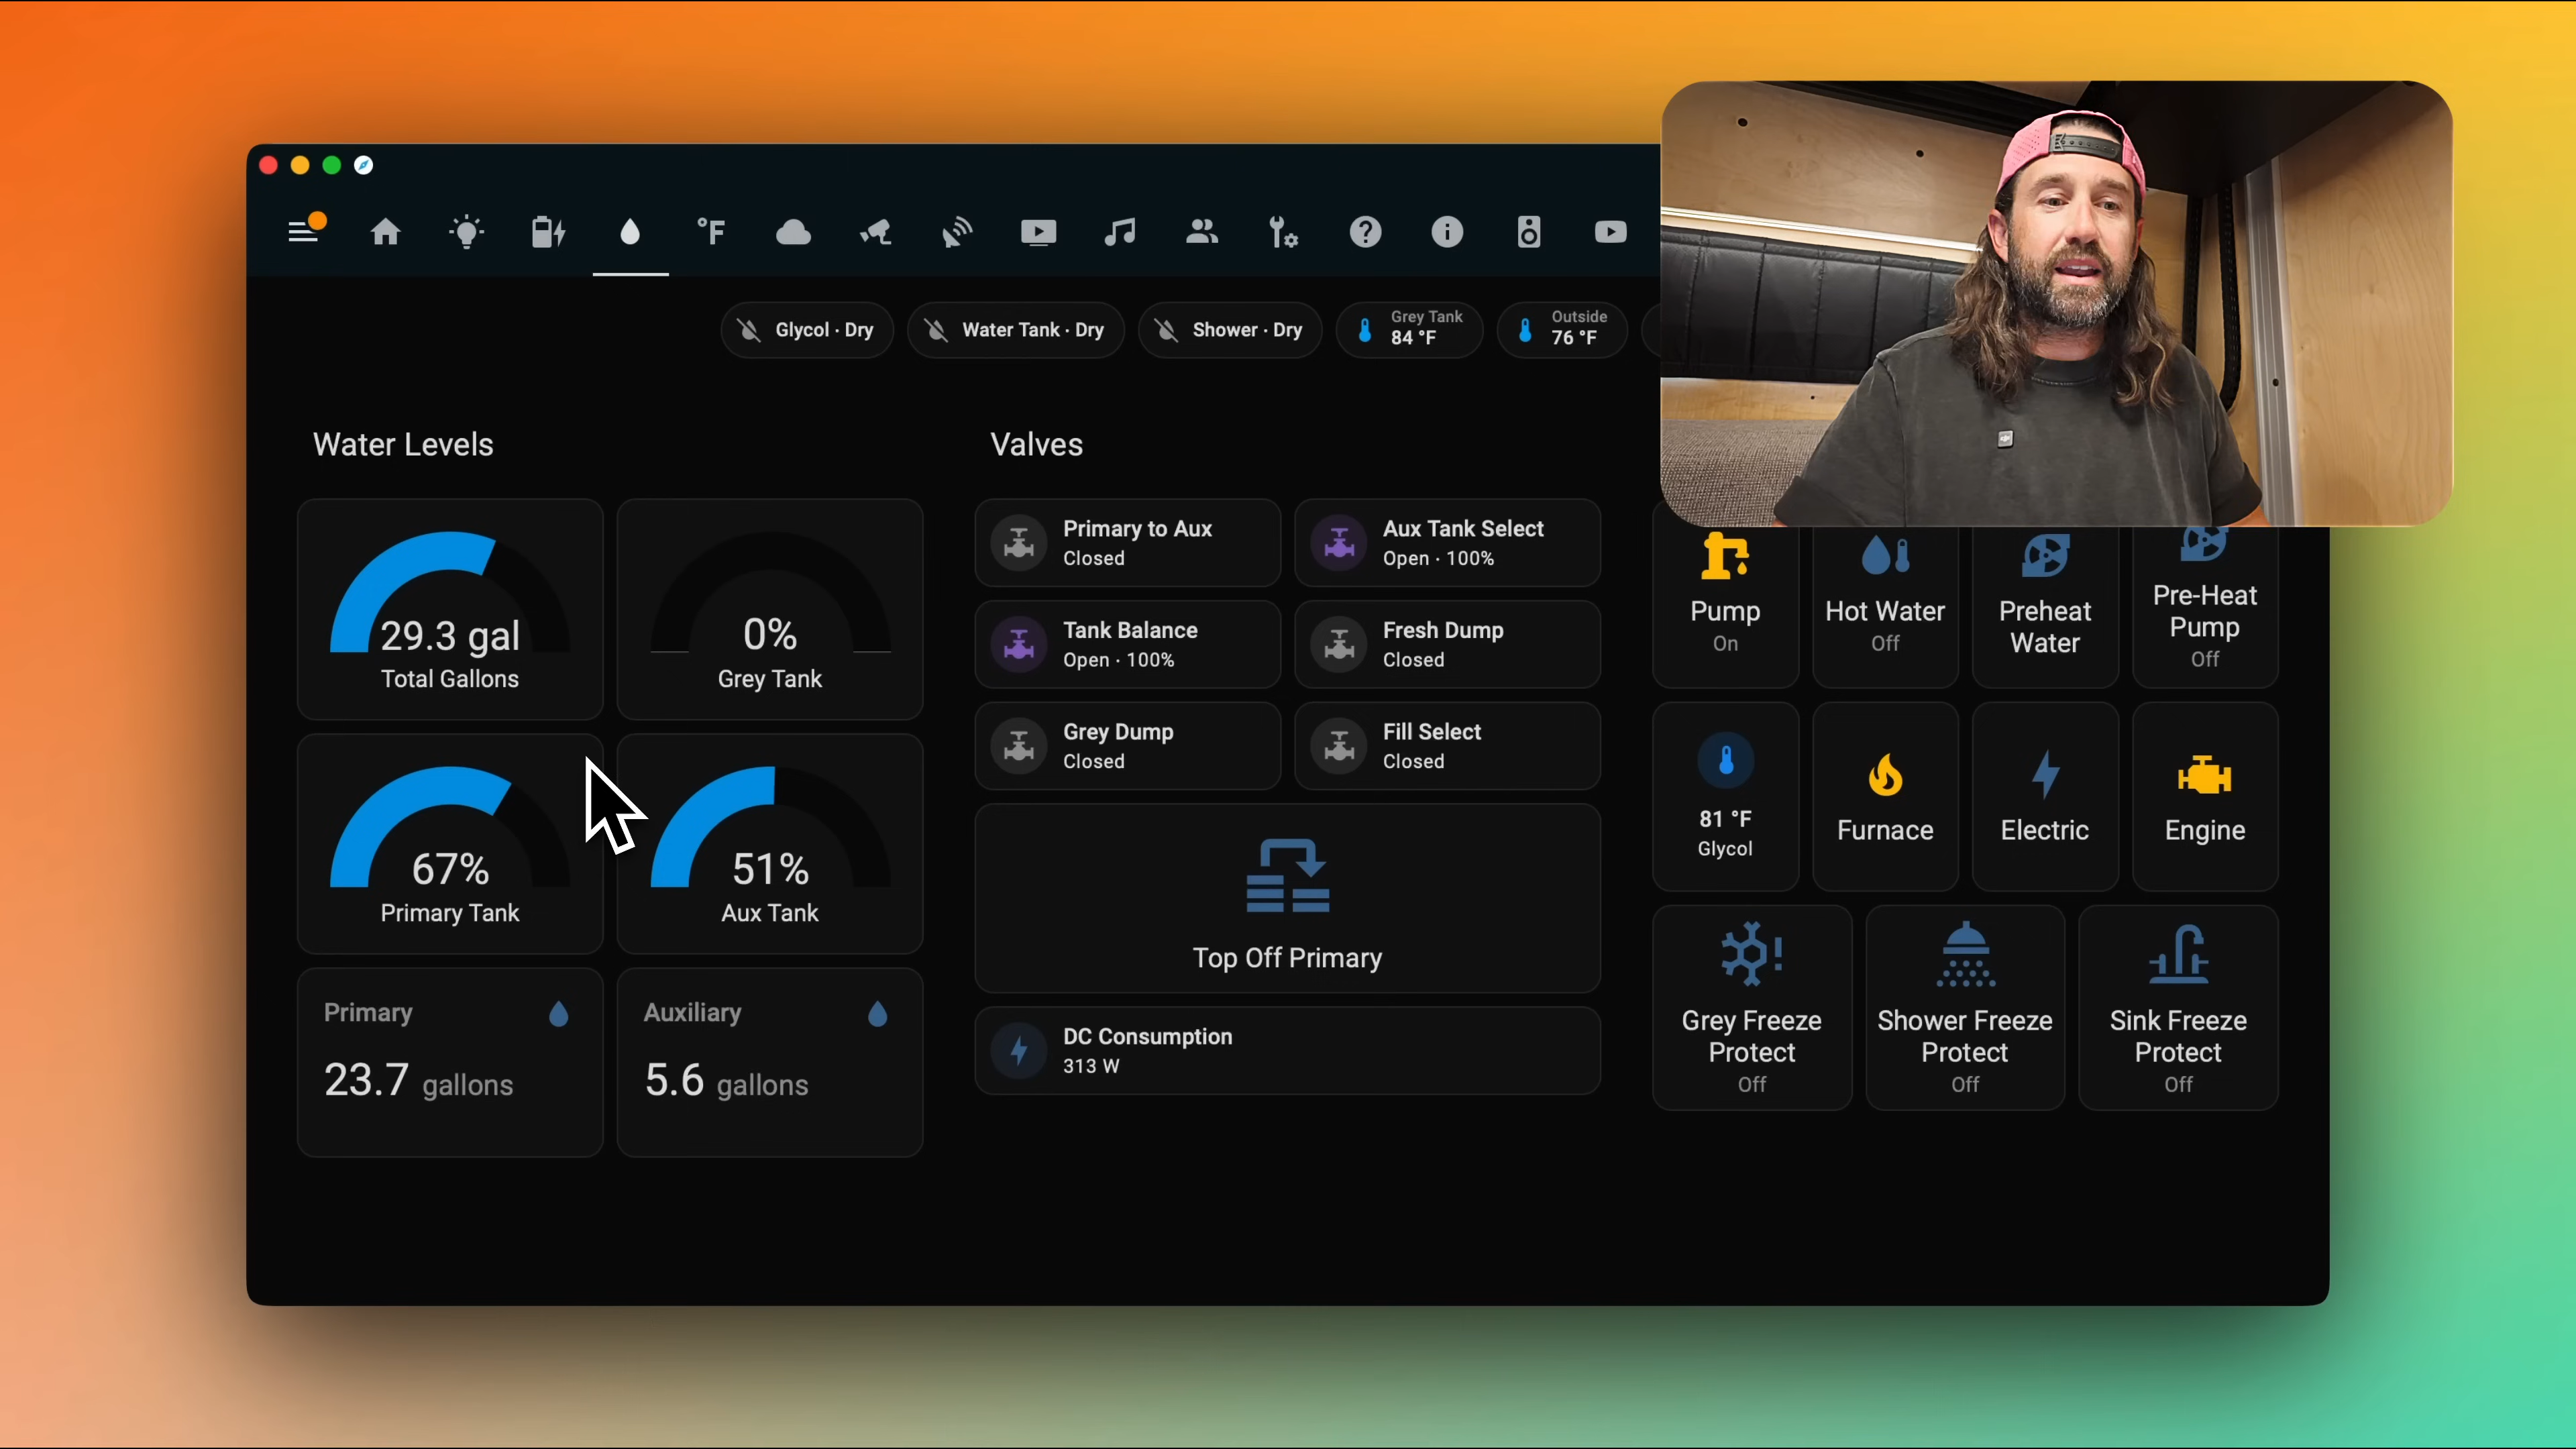 °F
Glycol · Dry
Water Tank · Dry
Shower · Dry
Grey Tank
84 °F
Outside
76 °F
Water Levels
29.3 gal
Total Gallons
0%
Grey Tank
67%
Primary Tank
51%
Aux Tank
Primary
23.7 gallons
Auxiliary
5.6 gallons
Valves
Primary to Aux
Closed
Aux Tank Select
Open · 100%
Tank Balance
Open · 100%
Fresh Dump
Closed
Grey Dump
Closed
Fill Select
Closed
Top Off Primary
DC Consumption
313 W
Pump
On
Hot Water
Off
Preheat
Water
Pre-Heat
Pump
Off
81 °F
Glycol
Furnace
Electric
Engine
Grey Freeze
Protect
Off
Shower Freeze
Protect
Off
Sink Freeze
Protect
Off